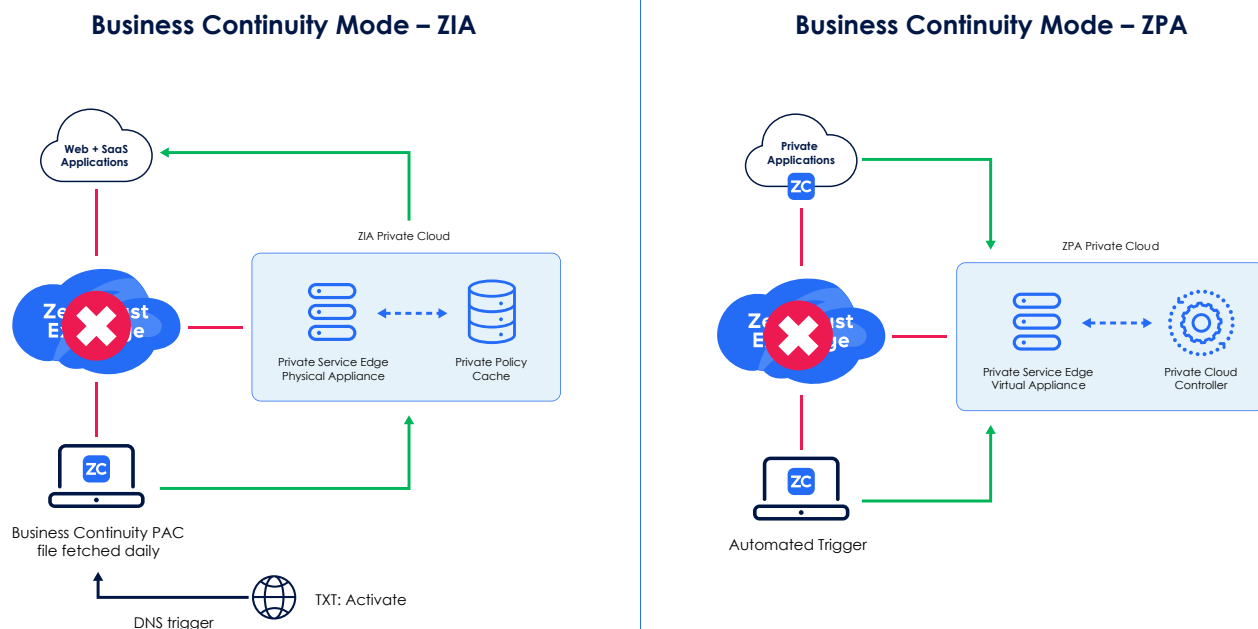 Business Continuity Mode – ZIA
Web + SaaS
Applications
ZIA Private Cloud
Private Service Edge
Physical Appliance
Private Policy
Cache
ZC
Business Continuity PAC
file fetched daily
TXT: Activate
DNS trigger
Business Continuity Mode – ZPA
Private
Applications
ZC
ZPA Private Cloud
Private Service Edge
Virtual Appliance
Private Cloud
Controller
ZC
Automated Trigger